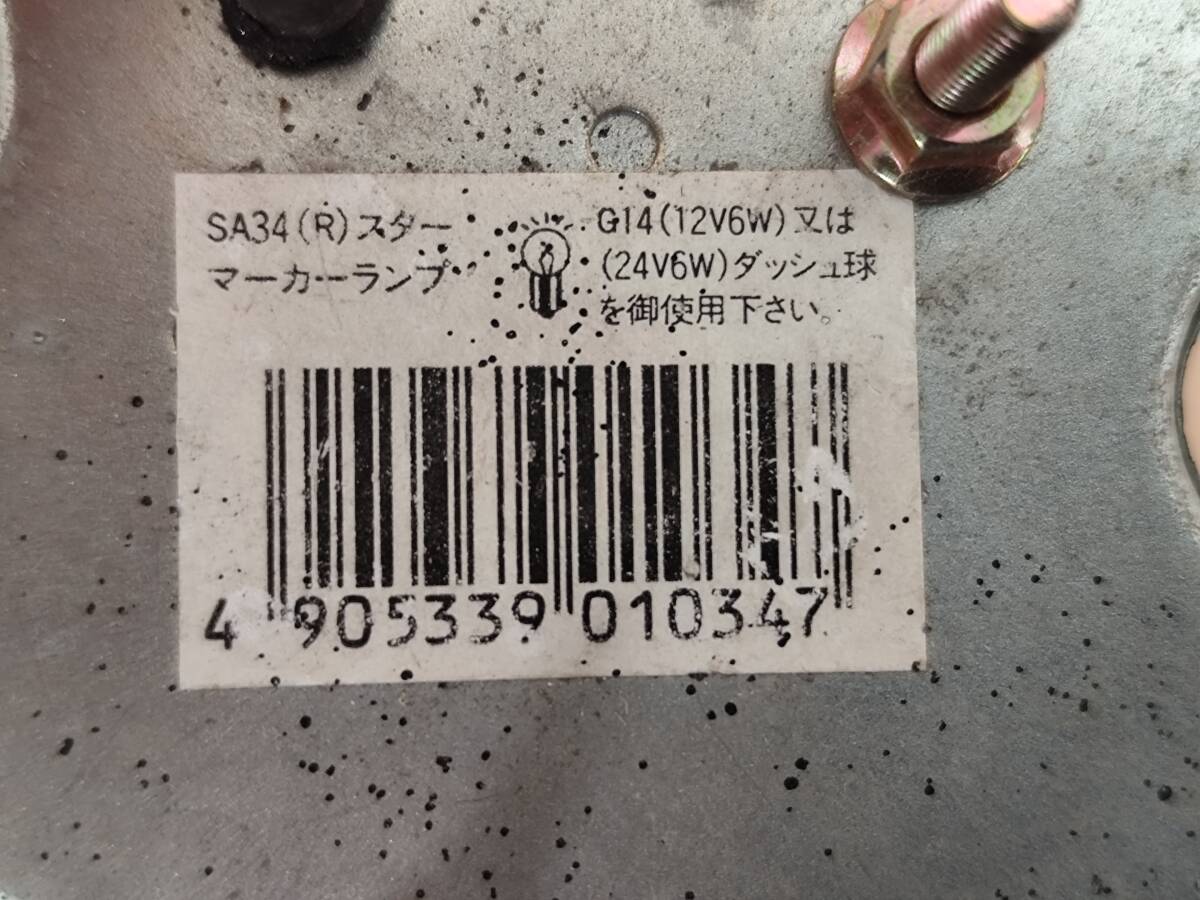 SA34(R)スター
マーカーランプ
G14(12V6W)又は
(24V6W)ダッシュ球
を御使用下さい。
4 905339 010347